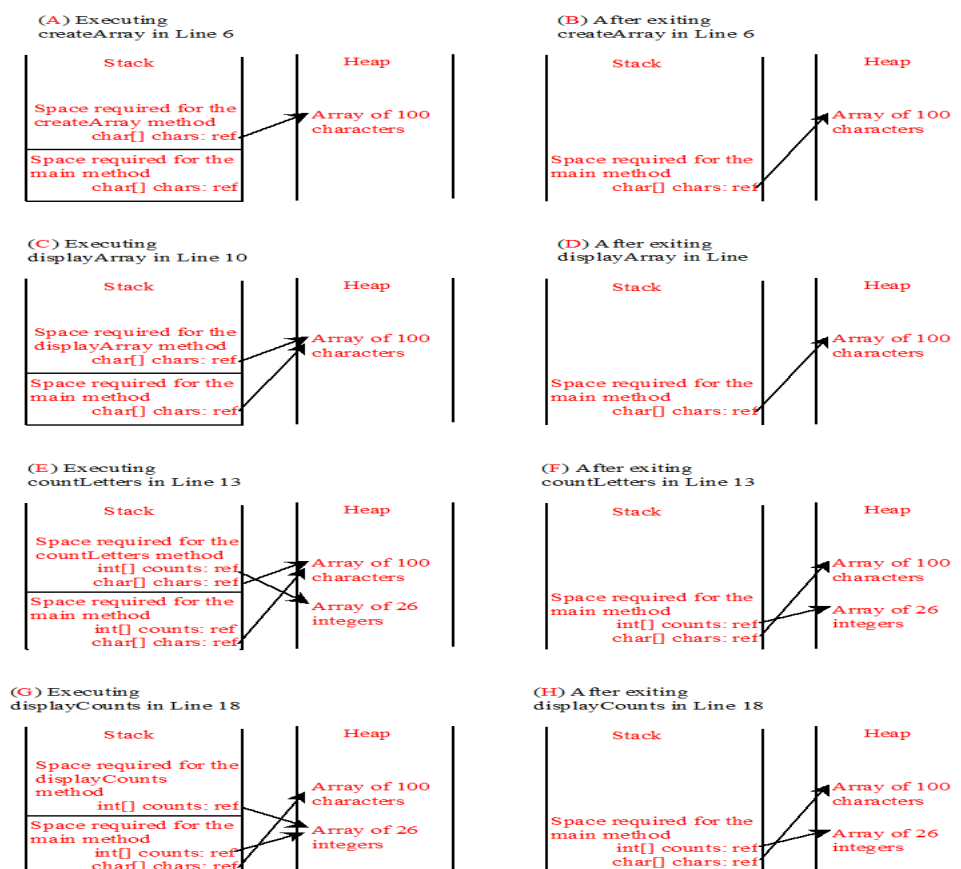 (A) Executing
createArray in Line 6
Stack
Heap
Space required for the
createArray method
char[] chars: ref
Array of 100
characters
Space required for the
main method
char[] chars: ref
(B) After exiting
createArray in Line 6
Stack
Heap
Array of 100
characters
Space required for the
main method
char[] chars: ref
(C) Executing
displayArray in Line 10
Stack
Heap
Space required for the
displayArray method
char[] chars: ref
Array of 100
characters
Space required for the
main method
char[] chars: ref
(D) After exiting
displayArray in Line
Stack
Heap
Array of 100
characters
Space required for the
main method
char[] chars: ref
(E) Executing
countLetters in Line 13
Stack
Heap
Space required for the
countLetters method
int[] counts: ref
char[] chars: ref
Array of 100
characters
Array of 26
integers
Space required for the
main method
int[] counts: ref
char[] chars: ref
(F) After exiting
countLetters in Line 13
Stack
Heap
Array of 100
characters
Array of 26
integers
Space required for the
main method
int[] counts: ref
char[] chars: ref
(G) Executing
displayCounts in Line 18
Stack
Heap
Space required for the
displayCounts
method
int[] counts: ref
Array of 100
characters
Array of 26
integers
Space required for the
main method
int[] counts: ref
char[] chars: ref
(H) After exiting
displayCounts in Line 18
Stack
Heap
Array of 100
characters
Array of 26
integers
Space required for the
main method
int[] counts: ref
char[] chars: ref